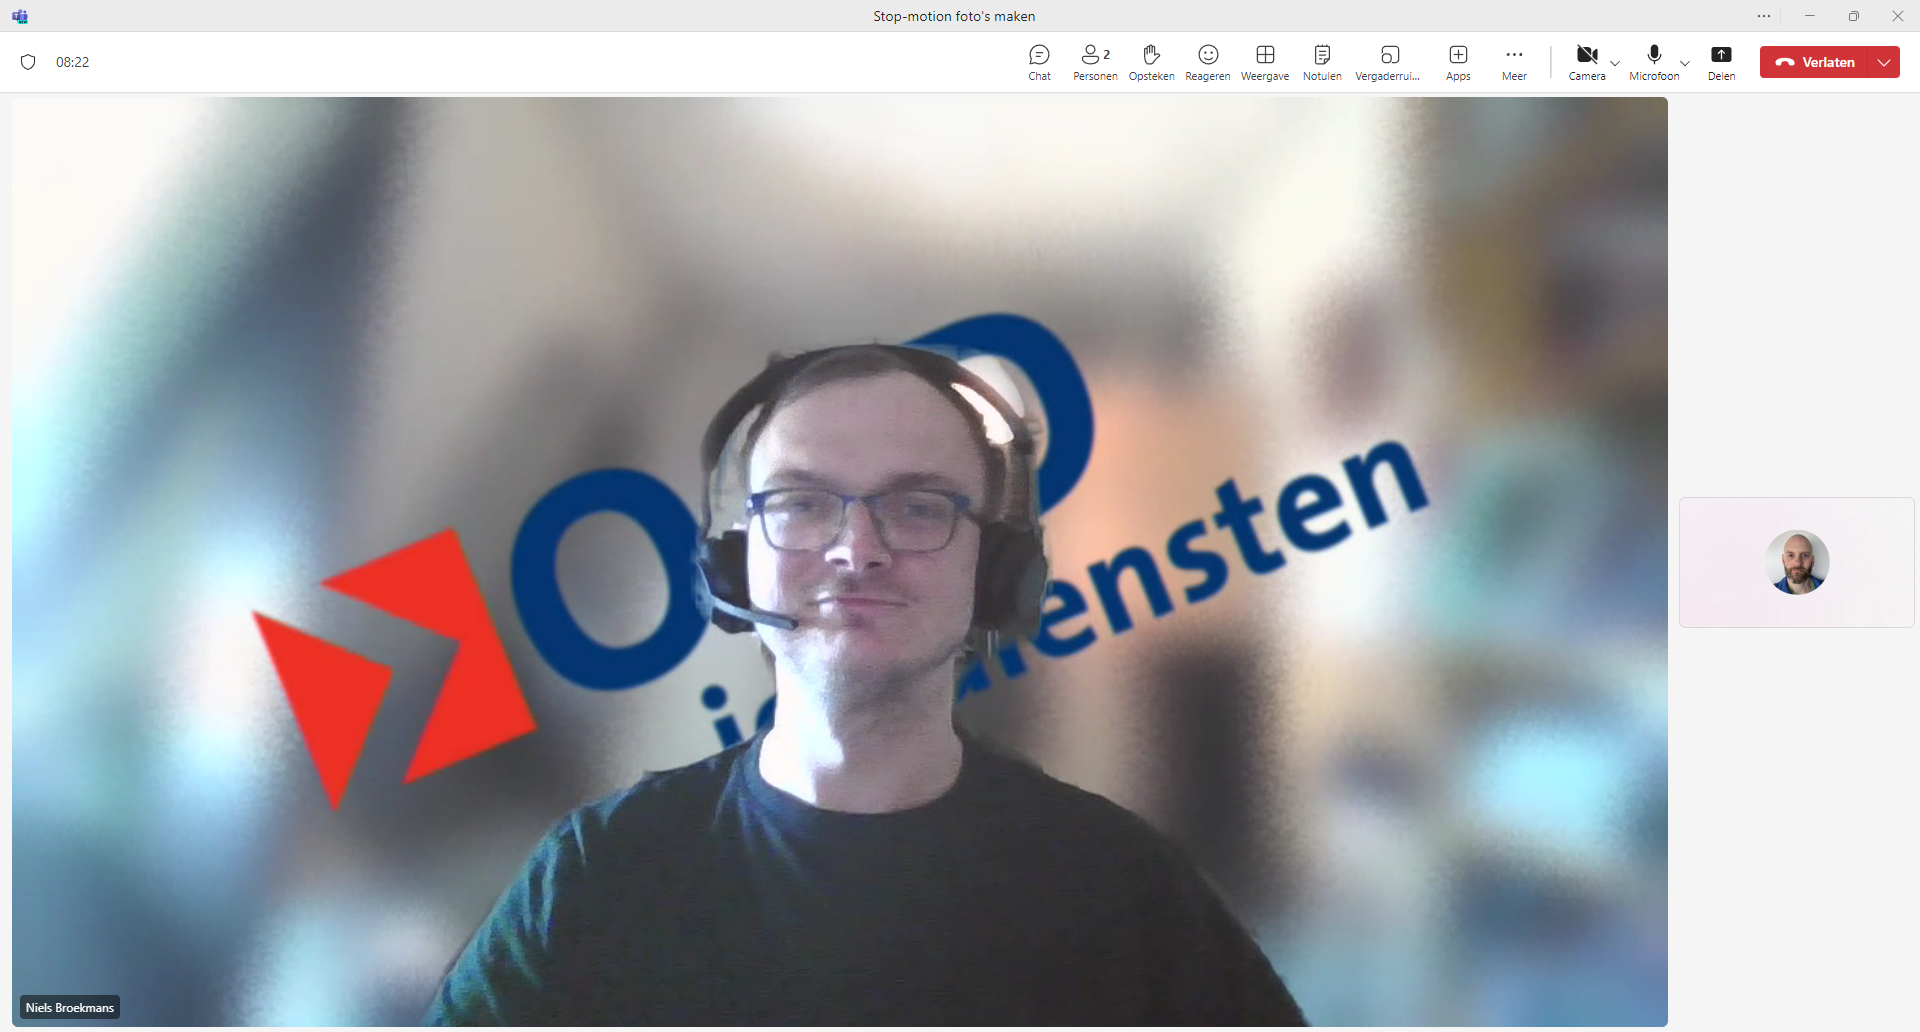 Stop-motion foto's maken
08:22
Chat
Personen
2
Opsteken
Reageren
Weergave
Notulen
Vergaderrui...
Apps
Meer
Camera
Microfoon
Delen
Verlaten
Niels Broekmans